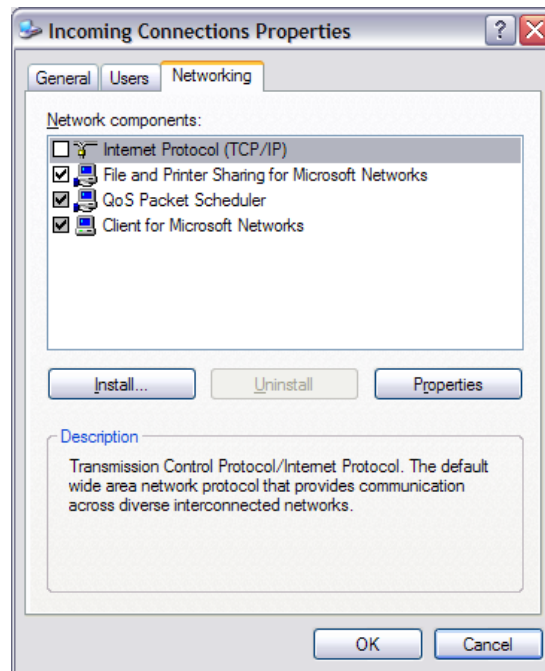 Incoming Connections Properties
General Users Networking
Network components:
Internet Protocol (TCP/IP)
File and Printer Sharing for Microsoft Networks
QoS Packet Scheduler
Client for Microsoft Networks
Install... Uninstall Properties
Description
Transmission Control Protocol/Internet Protocol. The default
wide area network protocol that provides communication
across diverse interconnected networks.
OK Cancel